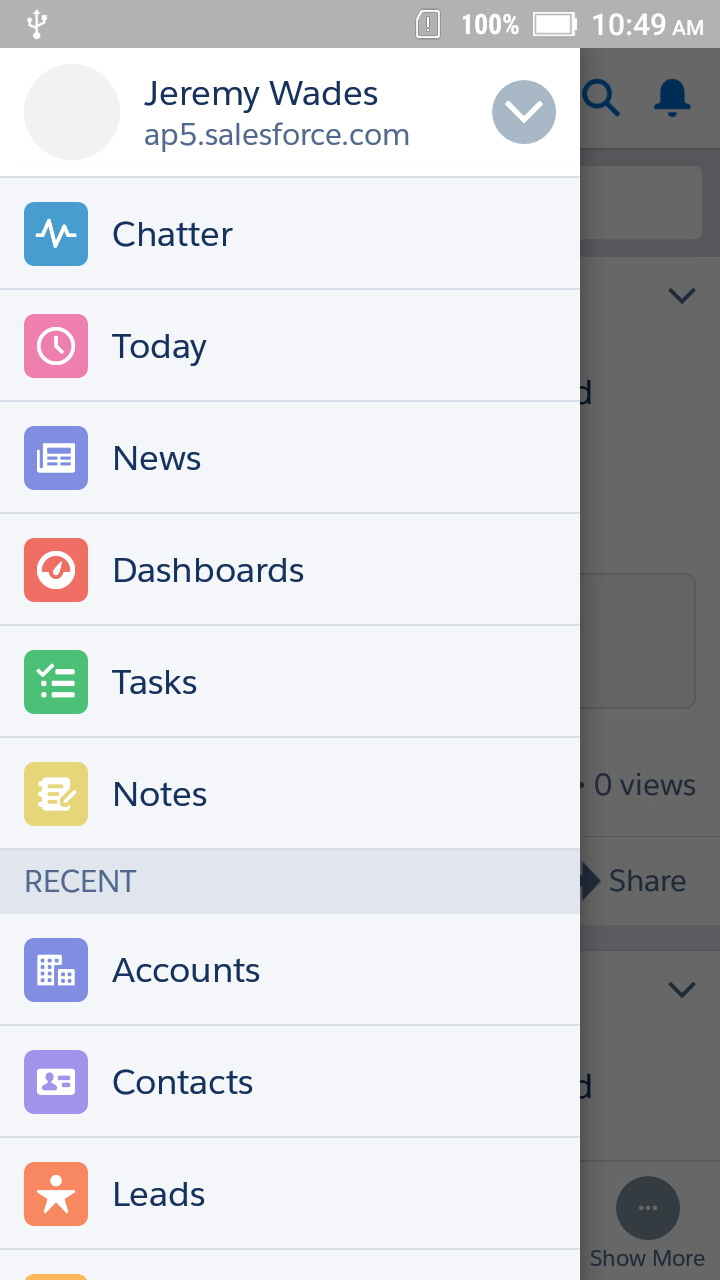 100% 10:49 AM
Jeremy Wades
ap5.salesforce.com
Chatter
Today
News
Dashboards
Tasks
Notes
• 0 views
RECENT
Share
Accounts
Contacts
Leads
Show More